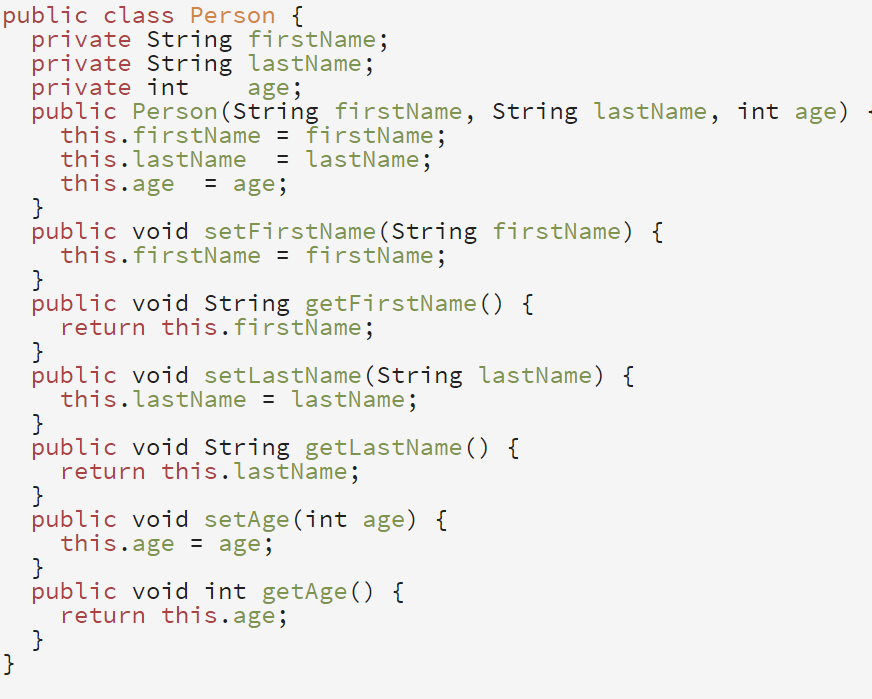 public class Person {
  private String firstName;
  private String lastName;
  private int    age;
  public Person(String firstName, String lastName, int age) {
    this.firstName = firstName;
    this.lastName  = lastName;
    this.age  = age;
  }
  public void setFirstName(String firstName) {
    this.firstName = firstName;
  }
  public void String getFirstName() {
    return this.firstName;
  }
  public void setLastName(String lastName) {
    this.lastName = lastName;
  }
  public void String getLastName() {
    return this.lastName;
  }
  public void setAge(int age) {
    this.age = age;
  }
  public void int getAge() {
    return this.age;
  }
}